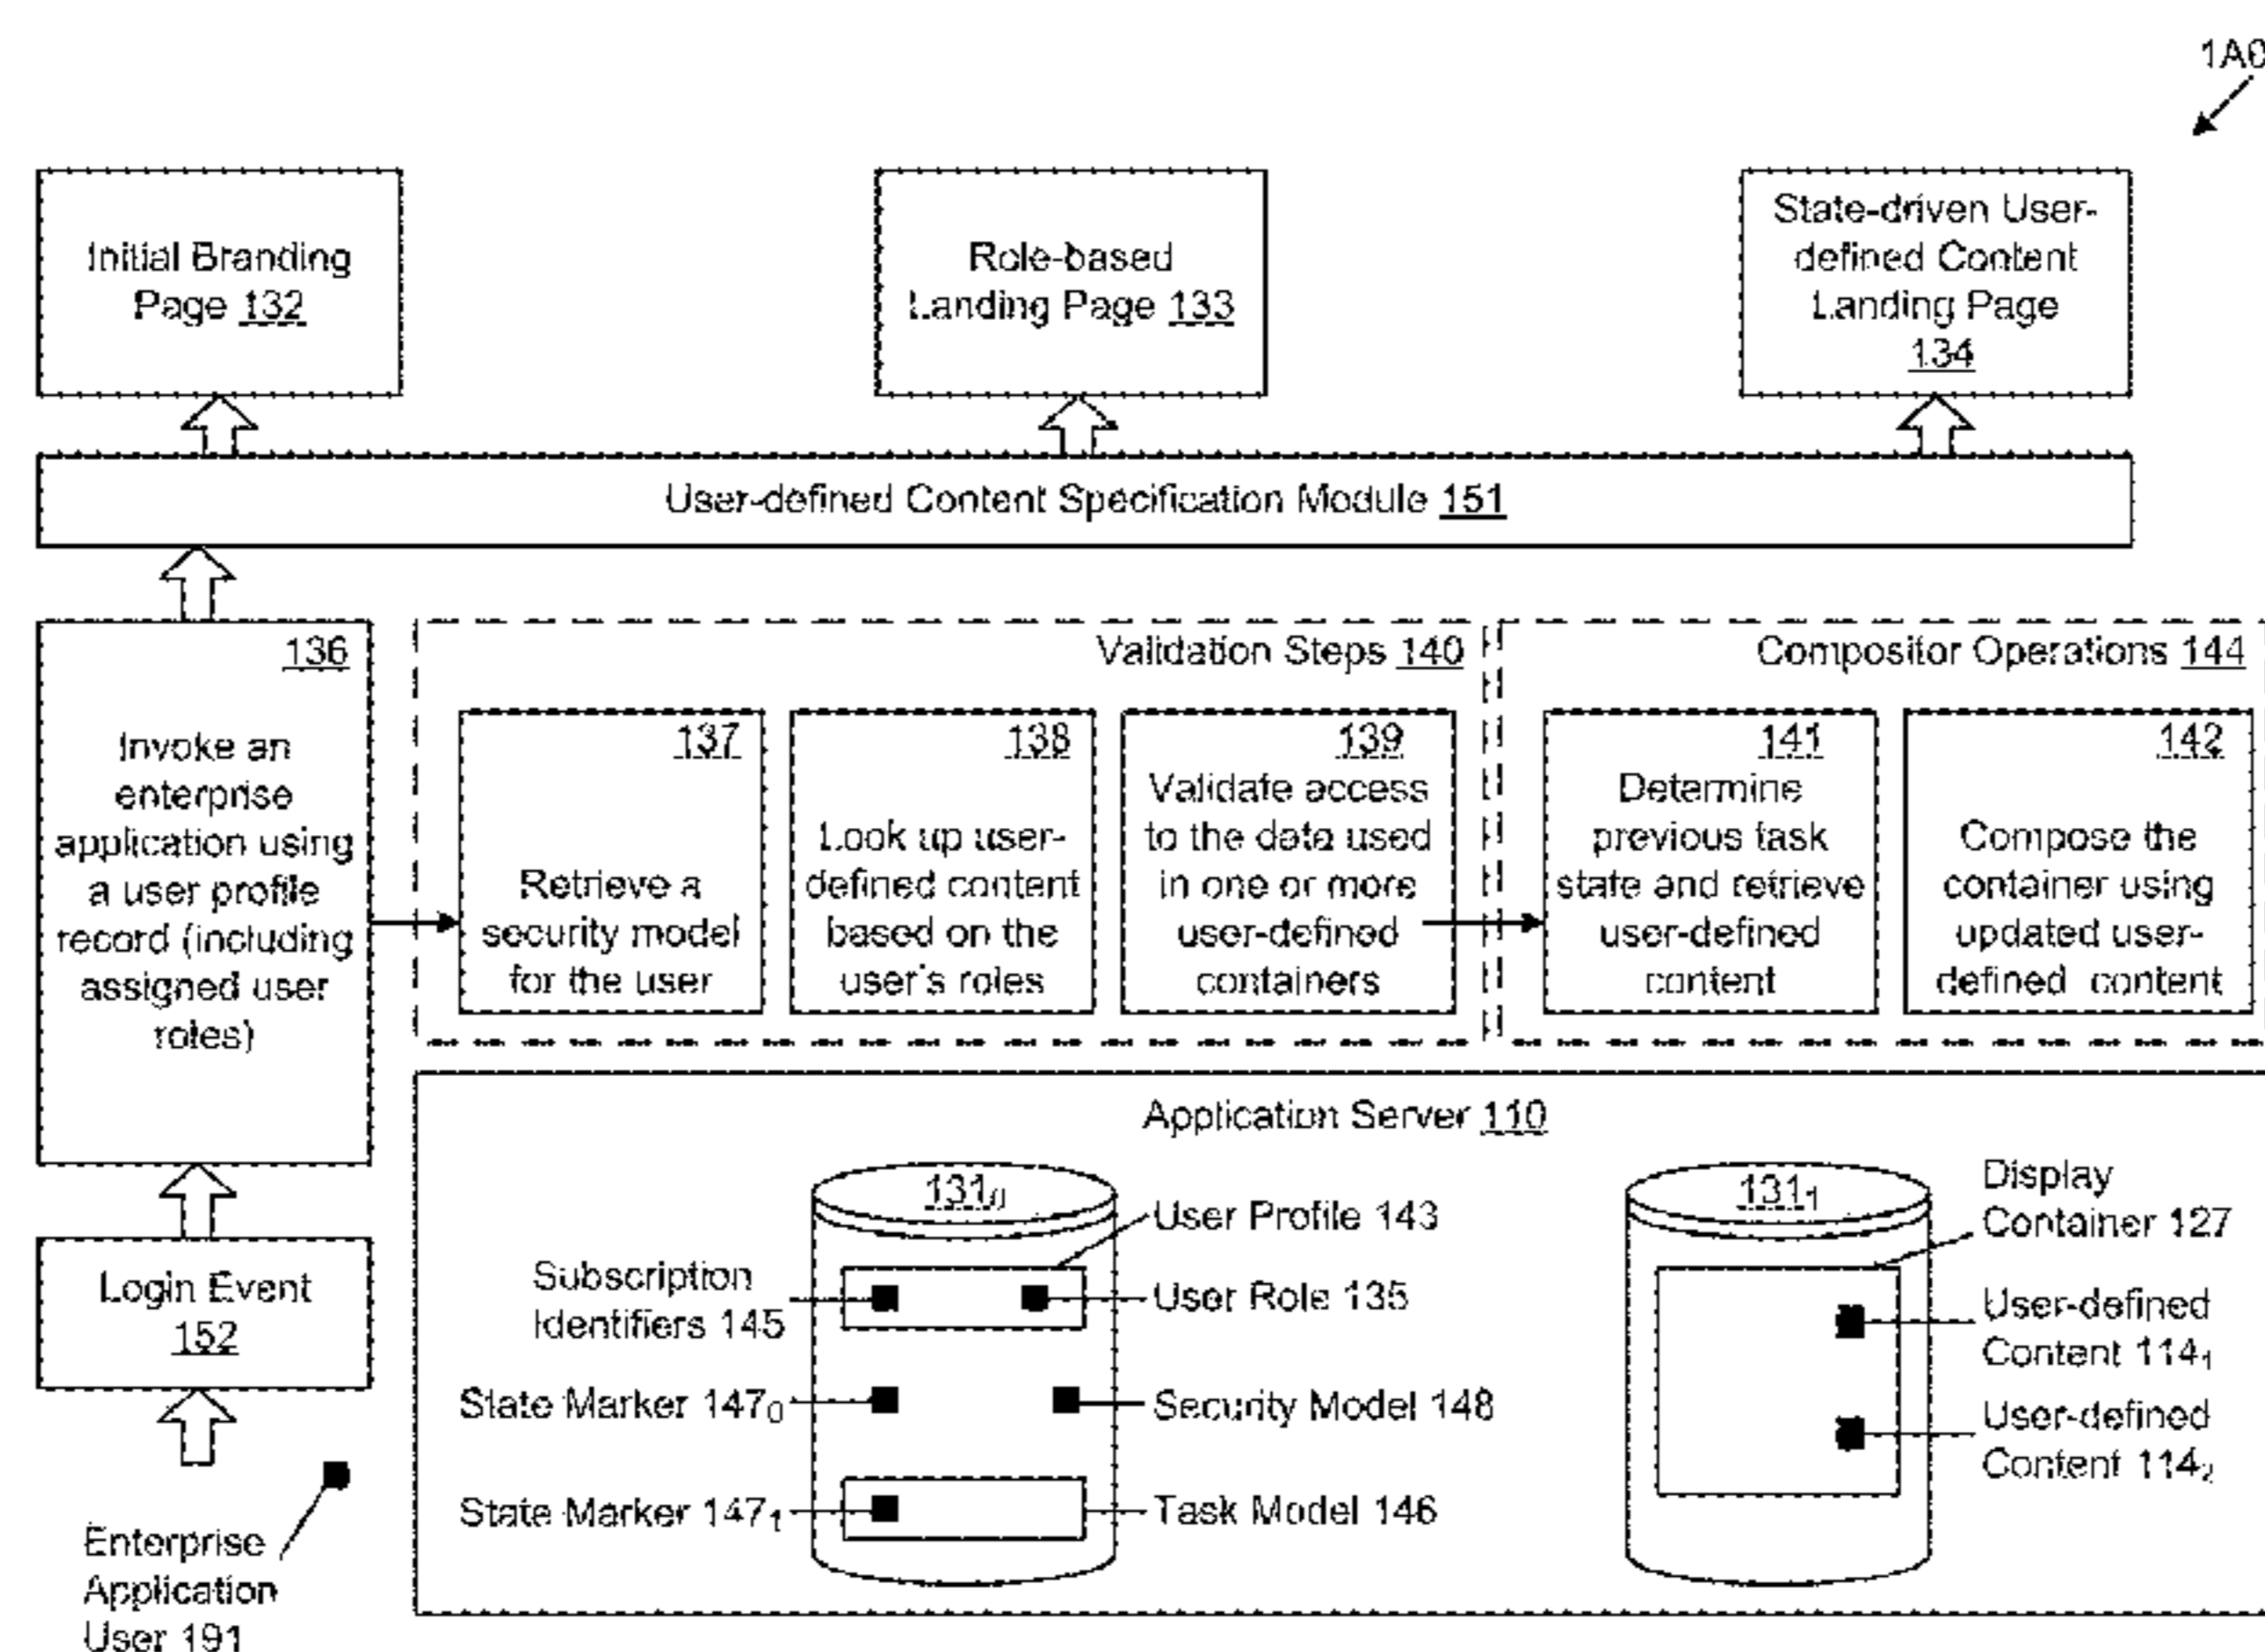 1A0
Initial Branding
Page 132
Role-based
Landing Page 133
State-driven User-
defined Content
Landing Page
134
User-defined Content Specification Module 151
136
Invoke an
enterprise
application using
a user profile
record (including
assigned user
roles)
Validation Steps 140
137
Retrieve a
security model
for the user
138
Look up user-
defined content
based on the
user's roles
139
Validate access
to the data used
in one or more
user-defined
containers
Compositor Operations 144
141
Determine
previous task
state and retrieve
user-defined
content
142
Compose the
container using
updated user-
defined content
Login Event
152
Enterprise
Application
User 191
Application Server 110
131₀
User Profile 143
Subscription
Identifiers 145
User Role 135
State Marker 147₀
Security Model 148
State Marker 147₁
Task Model 146
131₁
Display
Container 127
User-defined
Content 114₁
User-defined
Content 114₂